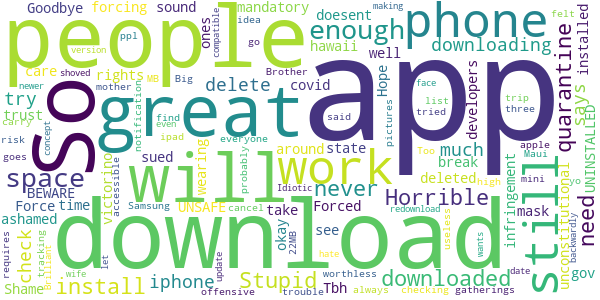 Goodbye forcing sound mandatory
people phone
ppl idea ones doesent hawaii
go compatible making version
enough downloading felt installed
MB Big Brother well
care rights newer shoved mother
delete covid Hope pictures
so great app
try trust carry
notification find even ipad
developers list face tried trip three
quarantine Says
risk goes concept
space sued around state much said
work never break apple Maui mini
still need UNINSTALLED
BEWARE victorino wearing
will deleted Too high
accessible everyone probably Idiotic
Horrible infringement unconstitutional
ashamed Force time
Samsung UNSAFE cancel take Forced
okay see mask yo backwardy
download
check requires tracking brilliant let
22MB redownload useless wants
downloaded gov
Shame install iphone Stupid Tbh
wife update hate
worthless date
offensive trouble always checking gatherings